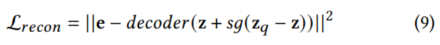 ℒ_recon = ||e − decoder(z + sg(z_q − z))||² (9)